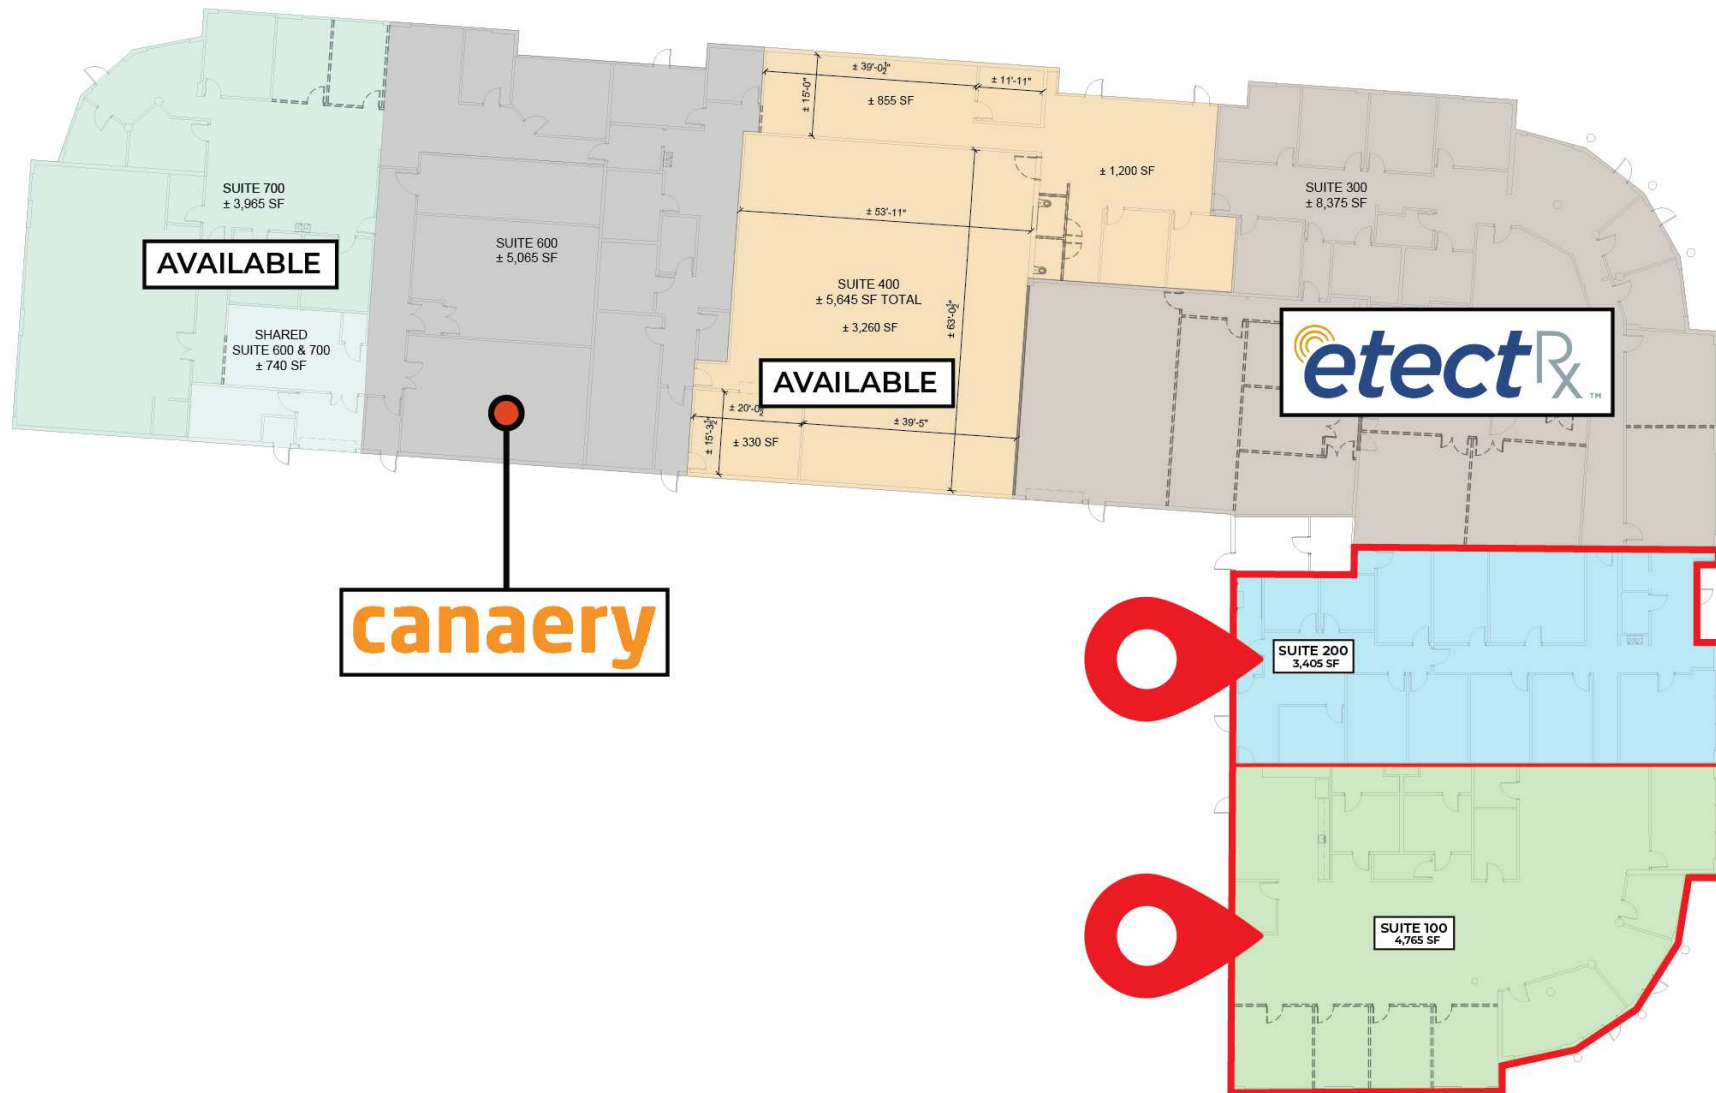 SUITE 700
± 3,965 SF
AVAILABLE
SHARED
SUITE 600 & 700
± 740 SF
SUITE 600
± 5,065 SF
canaery
± 39'-0½"
± 11'-11"
± 15'-0"
± 855 SF
± 1,200 SF
± 53'-11"
SUITE 400
± 5,645 SF TOTAL
± 3,260 SF
± 63'-0½"
AVAILABLE
± 20'-0½
± 39'-5"
± 15'-3½"
± 330 SF
SUITE 300
± 8,375 SF
etectRx™
SUITE 200
3,405 SF
SUITE 100
4,765 SF